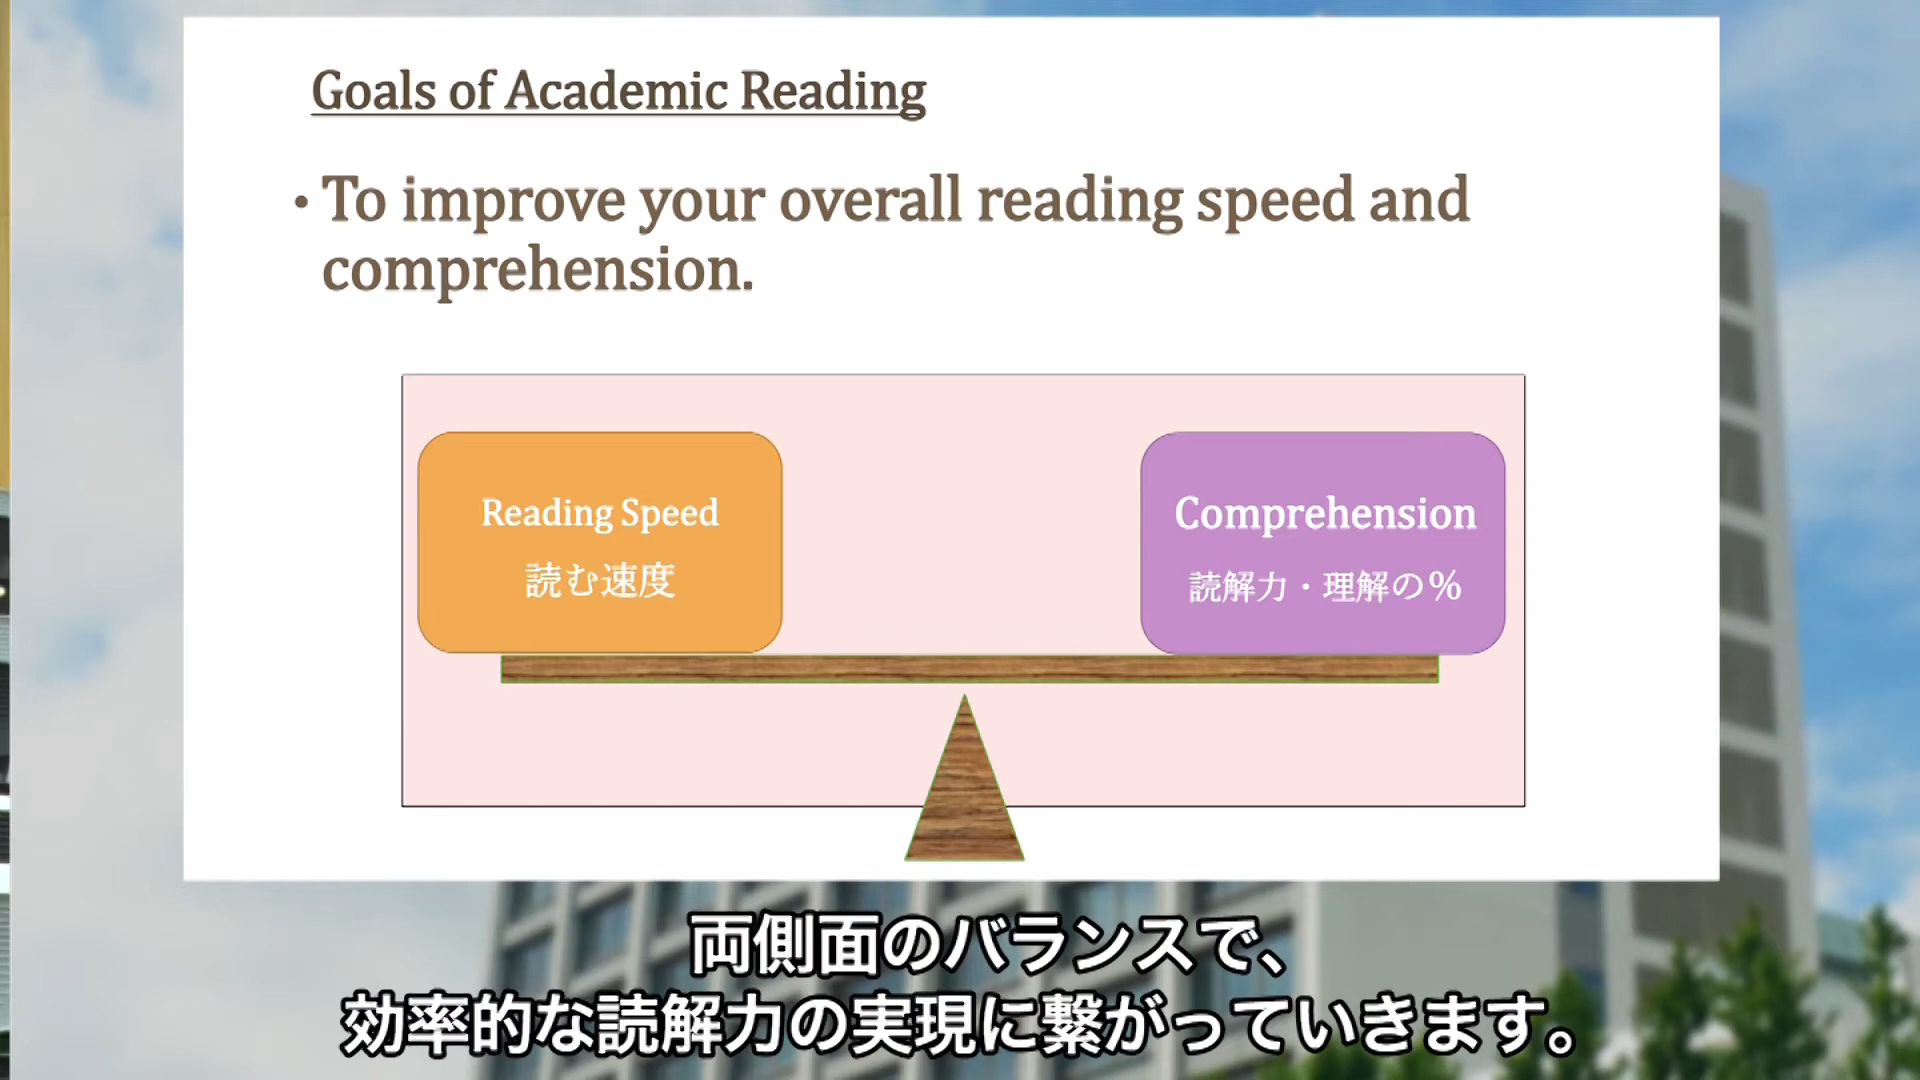 Goals of Academic Reading
• To improve your overall reading speed and
comprehension.
Reading Speed
読む速度
Comprehension
読解力・理解の%
両側面のバランスで、
効率的な読解力の実現に繋がっていきます。